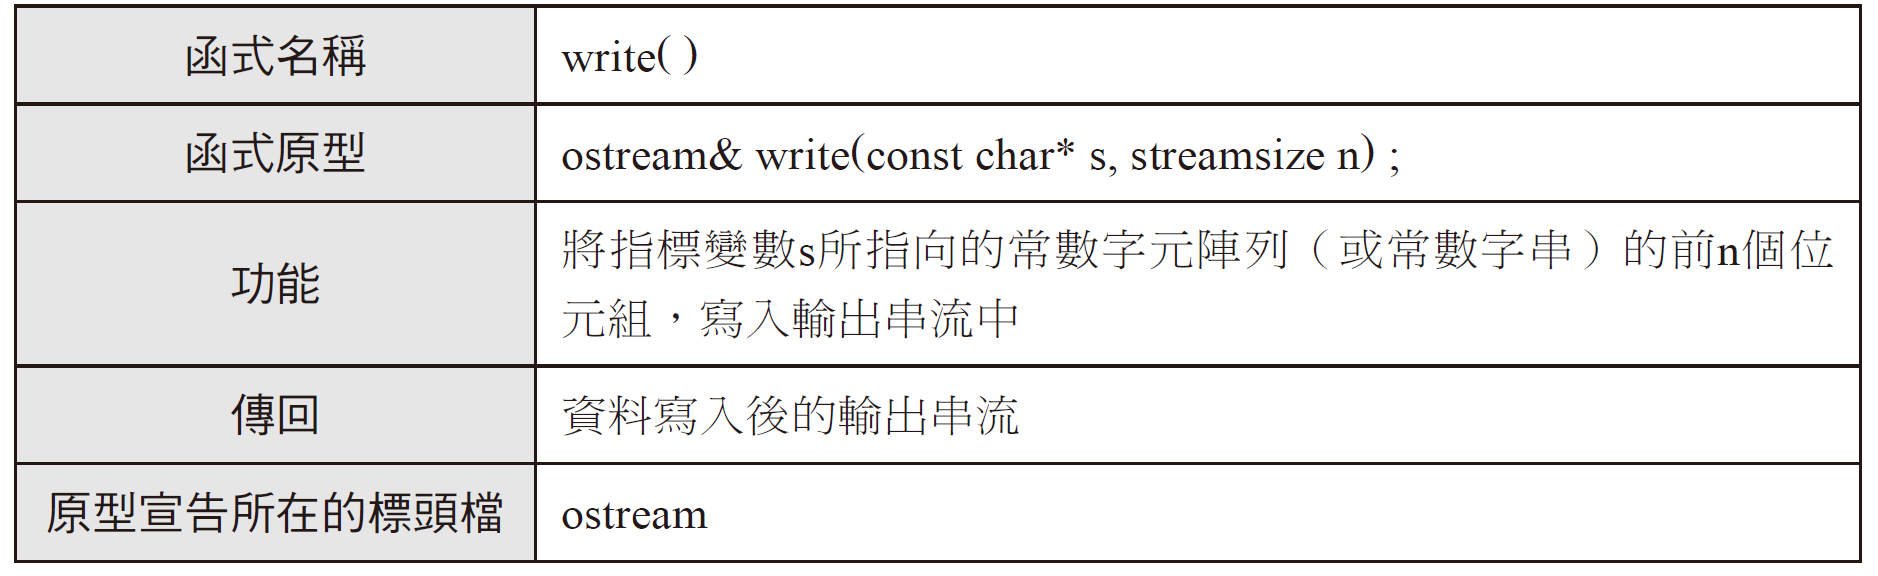 函式名稱 write( )
函式原型 ostream& write(const char* s, streamsize n) ;
功能 將指標變數s所指向的常數字元陣列（或常數字串）的前n個位
元組，寫入輸出串流中
傳回 資料寫入後的輸出串流
原型宣告所在的標頭檔 ostream